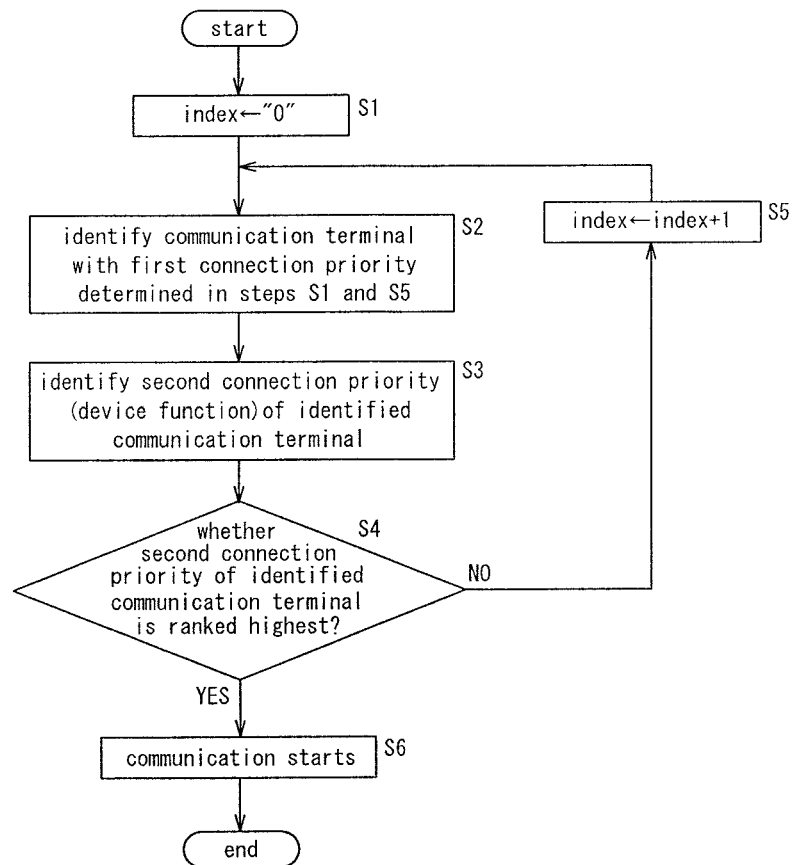 start
index←"0"
S1
S2
identify communication terminal
with first connection priority
determined in steps S1 and S5
index←index+1
S5
S3
identify second connection priority
(device function)of identified
communication terminal
S4
whether
second connection
priority of identified
communication terminal
is ranked highest?
NO
YES
communication starts
S6
end